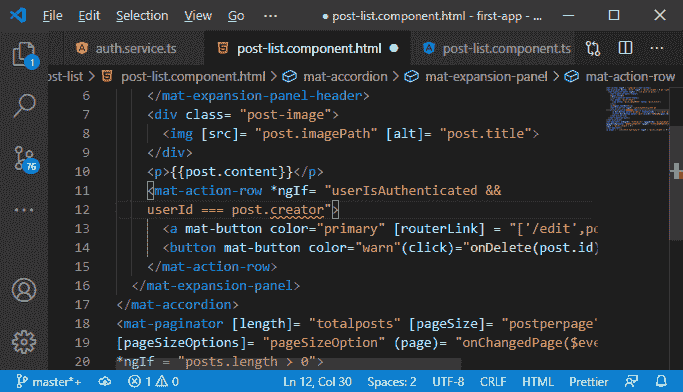 File Edit Selection View Go ··· ● post-list.component.html - first-app - ...
auth.service.ts post-list.component.html ● post-list.component.ts ···
ost-list > post-list.component.html > mat-accordion > mat-expansion-panel > mat-action-row
1
76
6 </mat-expansion-panel-header>
7 <div class= "post-image">
8 <img [src]= "post.imagePath" [alt]= "post.title">
9 </div>
10 <p>{{post.content}}</p>
11 <mat-action-row *ngIf= "userIsAuthenticated &&
12 userId === post.creator">
13 <a mat-button color="primary" [routerLink] = "['/edit',po
14 <button mat-button color="warn"(click)="onDelete(post.id)
15 </mat-action-row>
16 </mat-expansion-panel>
17 </mat-accordion>
18 <mat-paginator [length]= "totalposts" [pageSize]= "postperpage"
19 [pageSizeOptions]= "pageSizeOption" (page)= "onChangedPage($eve
20 *ngIf = "posts.length > 0">
master*+ 1 0 Ln 12, Col 30 Spaces: 2 UTF-8 CRLF HTML Prettier